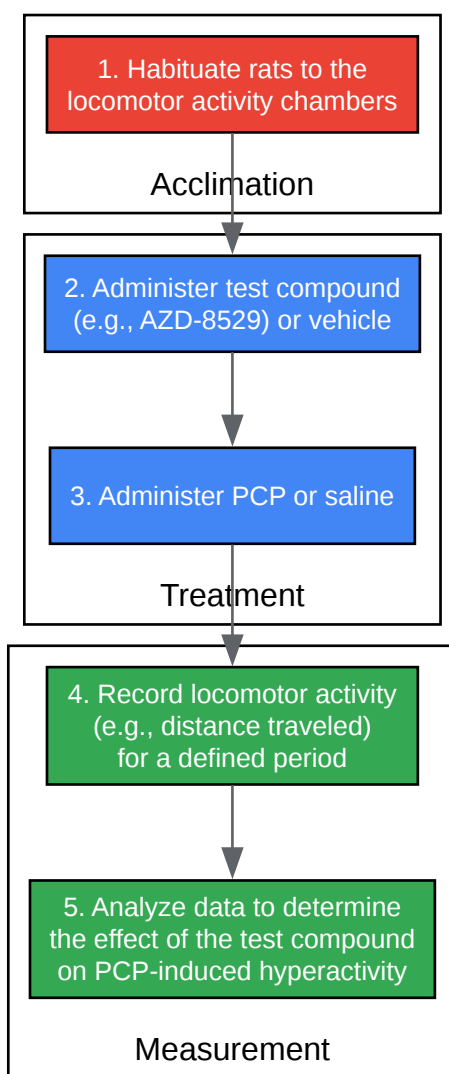 1. Habituate rats to the
locomotor activity chambers
Acclimation
2. Administer test compound
(e.g., AZD-8529) or vehicle
3. Administer PCP or saline
Treatment
4. Record locomotor activity
(e.g., distance traveled)
for a defined period
5. Analyze data to determine
the effect of the test compound
on PCP-induced hyperactivity
Measurement